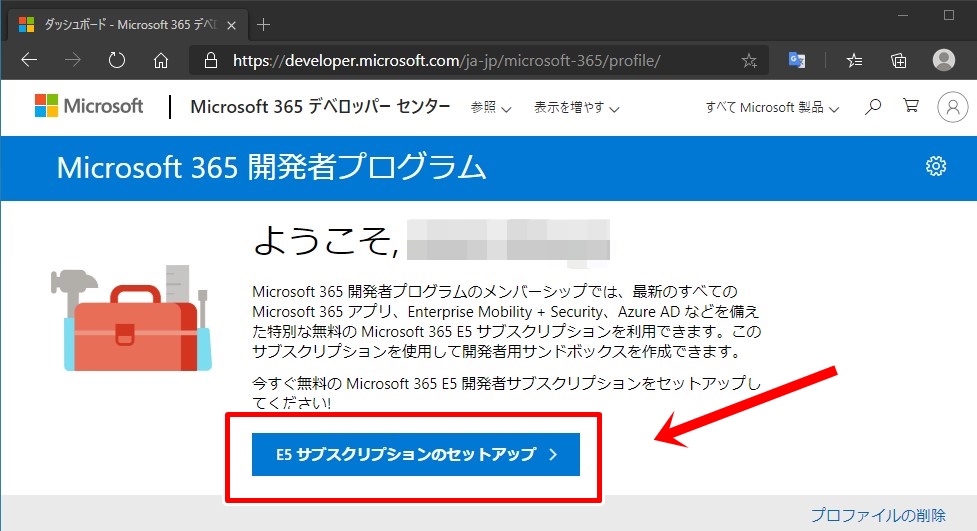 ダッシュボード - Microsoft 365 デベ
https://developer.microsoft.com/ja-jp/microsoft-365/profile/
Microsoft
Microsoft 365 デベロッパー センター
参照
表示を増やす
すべて Microsoft 製品
Microsoft 365 開発者プログラム
ようこそ,
Microsoft 365 開発者プログラムのメンバーシップでは、最新のすべての
Microsoft 365 アプリ、Enterprise Mobility + Security、Azure AD などを備え
た特別な無料の Microsoft 365 E5 サブスクリプションを利用できます。この
サブスクリプションを使用して開発者用サンドボックスを作成できます。
今すぐ無料の Microsoft 365 E5 開発者サブスクリプションをセットアップし
てください!
E5 サブスクリプションのセットアップ
プロファイルの削除